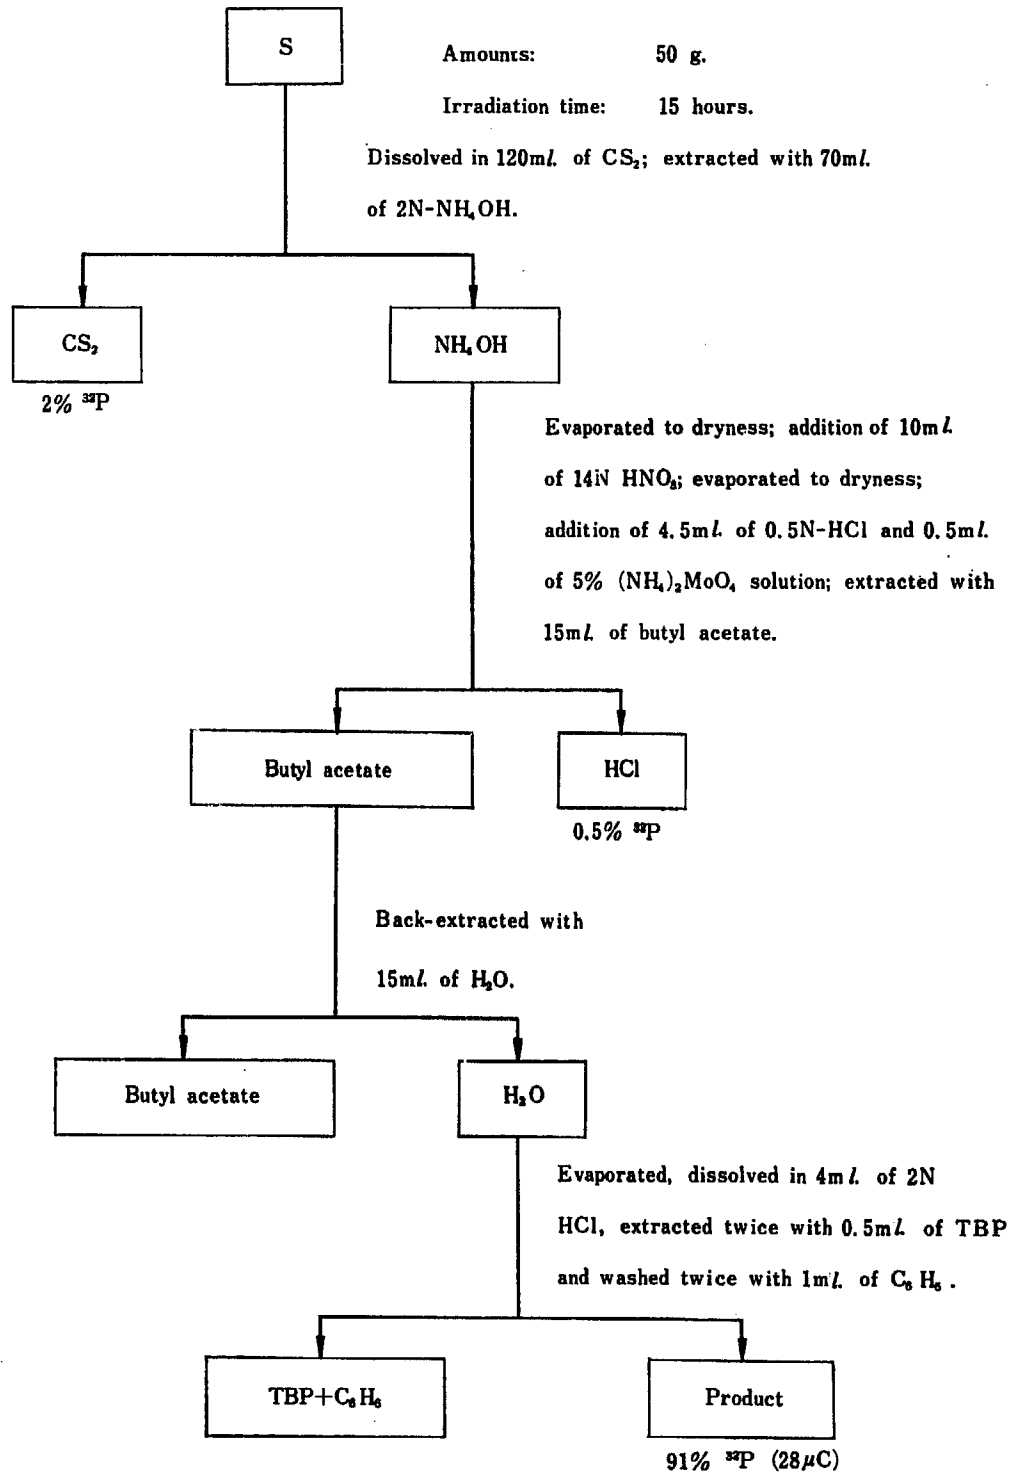 S
Amounts: 50 g.
Irradiation time: 15 hours.
Dissolved in 120ml. of CS₂; extracted with 70ml.
of 2N-NH₄OH.
CS₂
NH₄OH
2% ³²P
Evaporated to dryness; addition of 10ml.
of 14N HNO₃; evaporated to dryness;
addition of 4.5ml. of 0.5N-HCl and 0.5ml.
of 5% (NH₄)₂MoO₄ solution; extracted with
15ml. of butyl acetate.
Butyl acetate
HCl
0.5% ³²P
Back-extracted with
15ml. of H₂O.
Butyl acetate
H₂O
Evaporated, dissolved in 4ml. of 2N
HCl, extracted twice with 0.5ml. of TBP
and washed twice with 1ml. of C₆H₆.
TBP+C₆H₆
Product
91% ³²P (28μC)